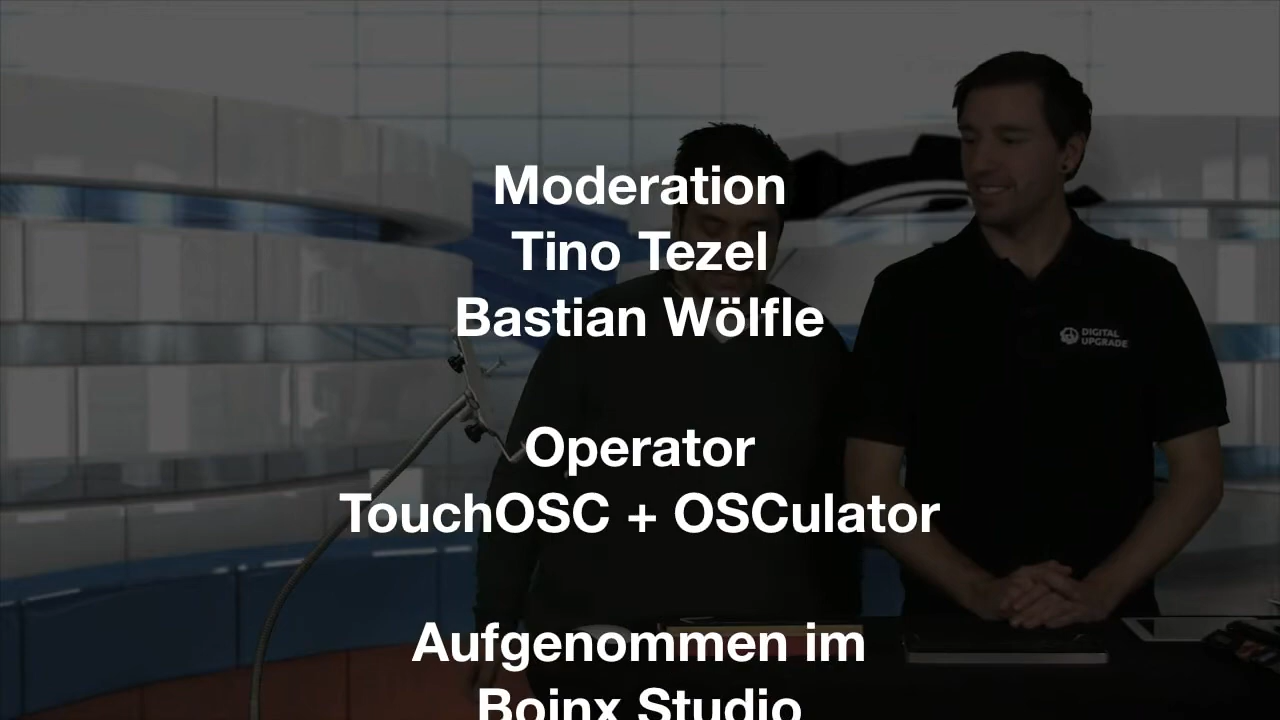 Moderation
Tino Tezel
Bastian Wölfle
DIGITAL
UPGRADE
Operator
TouchOSC + OSCulator
Aufgenommen im
Boinx Studio